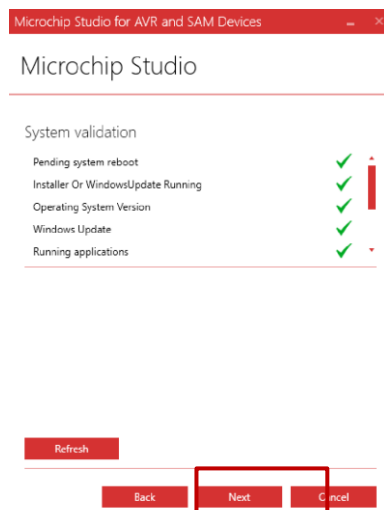 Microchip Studio for AVR and SAM Devices
Microchip Studio
System validation
Pending system reboot
Installer Or WindowsUpdate Running
Operating System Version
Windows Update
Running applications
Refresh
Back Next Cancel